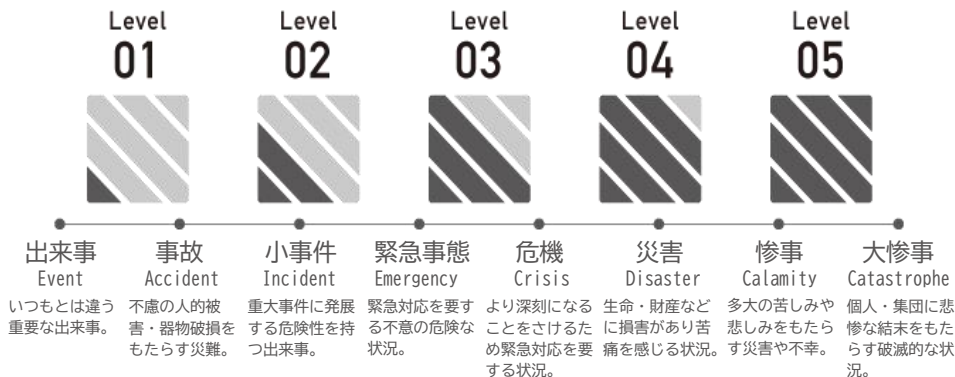 Level
01
Level
02
Level
03
Level
04
Level
05
出来事
Event
いつもとは違う
重要な出来事。
事故
Accident
不慮の人的被
害・器物破損を
もたらす災難。
小事件
Incident
重大事件に発展
する危険性を持
つ出来事。
緊急事態
Emergency
緊急対応を要す
る不意の危険な
状況。
危機
Crisis
より深刻になる
ことをさけるた
め緊急対応を要
する状況。
災害
Disaster
生命・財産など
に損害があり苦
痛を感じる状況。
惨事
Calamity
多大の苦しみや
悲しみをもたら
す災害や不幸。
大惨事
Catastrophe
個人・集団に悲
惨な結末をもた
らす破滅的な状
況。